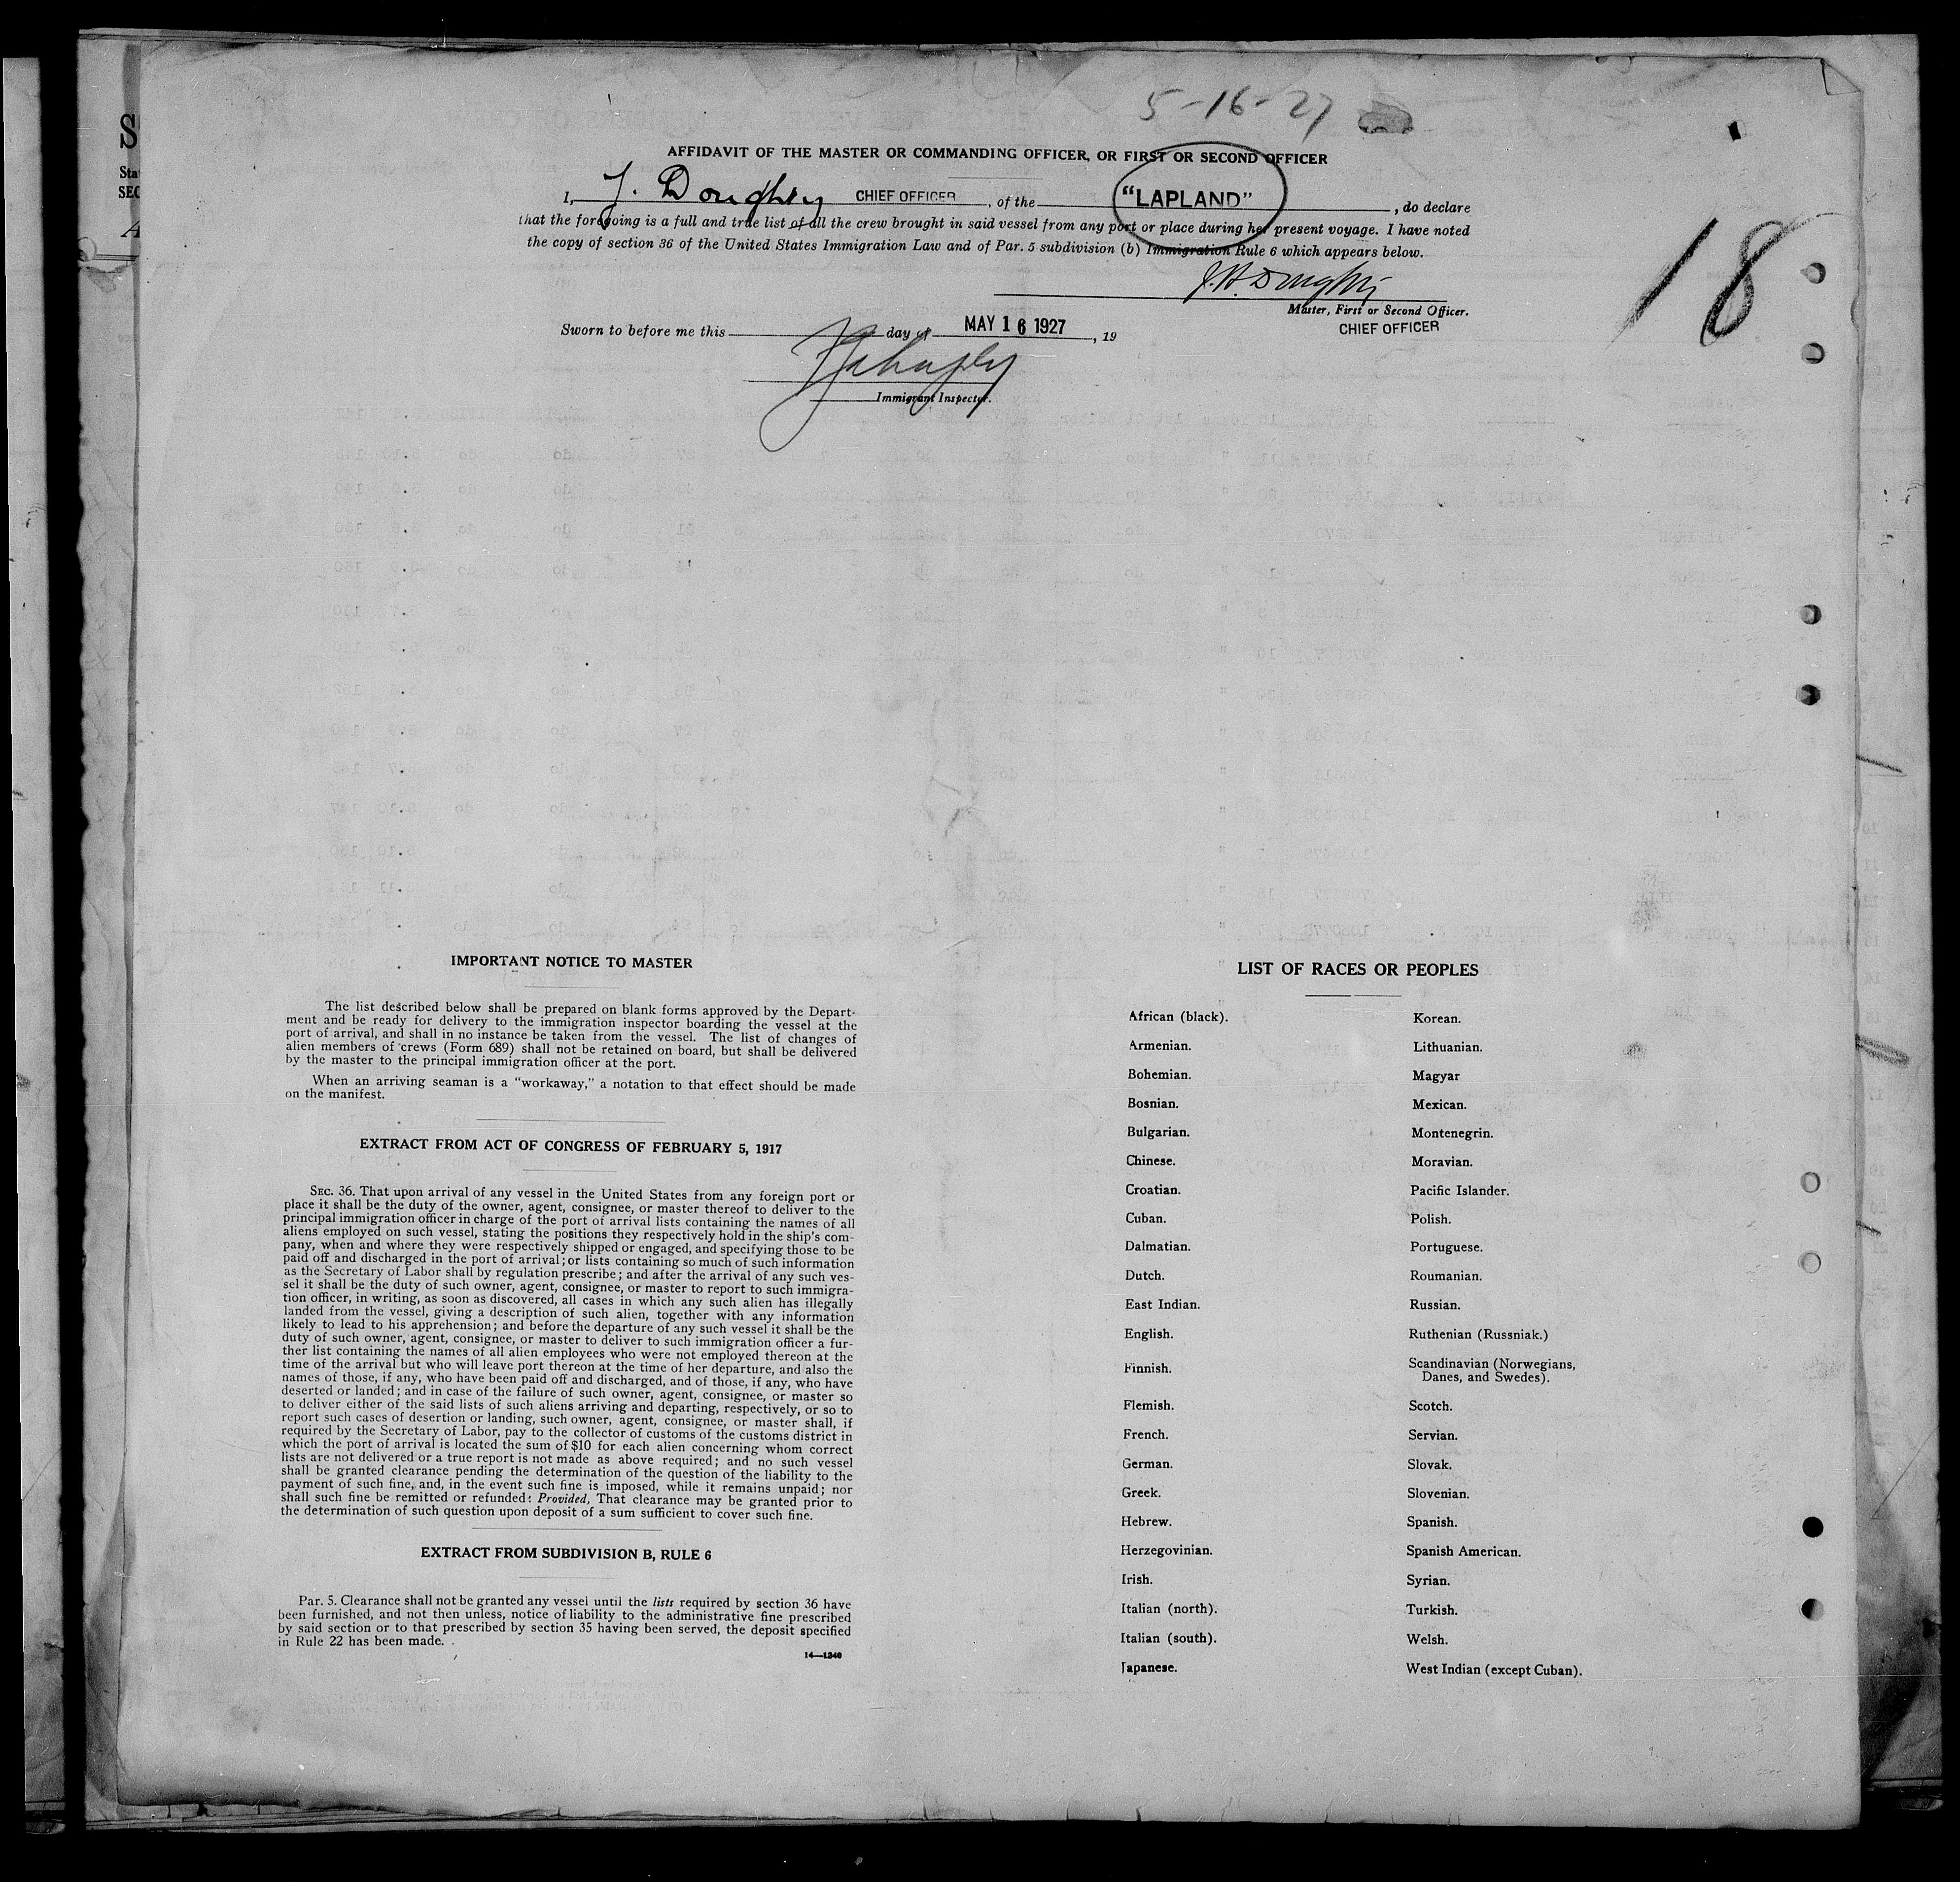 5-16-27
AFFIDAVIT OF THE MASTER OR COMMANDING OFFICER, OR FIRST OR SECOND OFFICER
I, J. Doughty CHIEF OFFICER, of the "LAPLAND", do declare
that the foregoing is a full and true list of all the crew brought in said vessel from any port or place during her present voyage. I have noted
the copy of section 36 of the United States Immigration Law and of Par. 5 subdivision (b) Immigration Rule 6 which appears below.
18
Master, First or Second Officer.
CHIEF OFFICER
Sworn to before me this day of MAY 16 1927, 19
Immigrant Inspector.
IMPORTANT NOTICE TO MASTER
The list described below shall be prepared on blank forms approved by the Depart-
ment and be ready for delivery to the immigration inspector boarding the vessel at the
port of arrival, and shall in no instance be taken from the vessel. The list of changes of
alien members of crews (Form 689) shall not be retained on board, but shall be delivered
by the master to the principal immigration officer at the port.
When an arriving seaman is a "workaway," a notation to that effect should be made
on the manifest.
EXTRACT FROM ACT OF CONGRESS OF FEBRUARY 5, 1917
SEC. 36. That upon arrival of any vessel in the United States from any foreign port or
place it shall be the duty of the owner, agent, consignee, or master thereof to deliver to the
principal immigration officer in charge of the port of arrival lists containing the names of all
aliens employed on such vessel, stating the positions they respectively hold in the ship's com-
pany, when and where they were respectively shipped or engaged, and specifying those to be
paid off and discharged in the port of arrival; or lists containing so much of such information
as the Secretary of Labor shall by regulation prescribe; and after the arrival of any such ves-
sel it shall be the duty of such owner, agent, consignee, or master to report to such immigra-
tion officer, in writing, as soon as discovered, all cases in which any such alien has illegally
landed from the vessel, giving a description of such alien, together with any information
likely to lead to his apprehension; and before the departure of any such vessel it shall be the
duty of such owner, agent, consignee, or master to deliver to such immigration officer a fur-
ther list containing the names of all alien employees who were not employed thereon at the
time of the arrival but who will leave port thereon at the time of her departure, and also the
names of those, if any, who have been paid off and discharged, and of those, if any, who have
deserted or landed; and in case of the failure of such owner, agent, consignee, or master so
to deliver either of the said lists of such aliens arriving and departing, respectively, or so to
report such cases of desertion or landing, such owner, agent, consignee, or master shall, if
required by the Secretary of Labor, pay to the collector of customs of the customs district in
which the port of arrival is located the sum of $10 for each alien concerning whom correct
lists are not delivered or a true report is not made as above required; and no such vessel
shall be granted clearance pending the determination of the question of the liability to the
payment of such fine, and, in the event such fine is imposed, while it remains unpaid; nor
shall such fine be remitted or refunded: Provided, That clearance may be granted prior to
the determination of such question upon deposit of a sum sufficient to cover such fine.
EXTRACT FROM SUBDIVISION B, RULE 6
Par. 5. Clearance shall not be granted any vessel until the lists required by section 36 have
been furnished, and not then unless, notice of liability to the administrative fine prescribed
by said section or to that prescribed by section 35 having been served, the deposit specified
in Rule 22 has been made.
14—1240
LIST OF RACES OR PEOPLES
African (black).
Armenian.
Bohemian.
Bosnian.
Bulgarian.
Chinese.
Croatian.
Cuban.
Dalmatian.
Dutch.
East Indian.
English.
Finnish.
Flemish.
French.
German.
Greek.
Hebrew.
Herzegovinian.
Irish.
Italian (north).
Italian (south).
Japanese.
Korean.
Lithuanian.
Magyar
Mexican.
Montenegrin.
Moravian.
Pacific Islander.
Polish.
Portuguese.
Roumanian.
Russian.
Ruthenian (Russniak.)
Scandinavian (Norwegians,
Danes, and Swedes).
Scotch.
Servian.
Slovak.
Slovenian.
Spanish.
Spanish American.
Syrian.
Turkish.
Welsh.
West Indian (except Cuban).